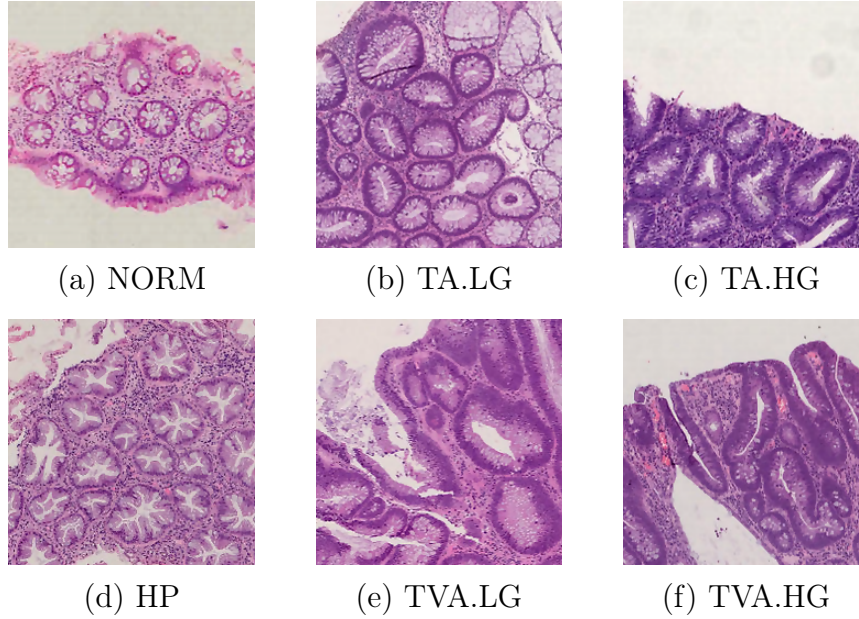 (a) NORM
(b) TA.LG
(c) TA.HG
(d) HP
(e) TVA.LG
(f) TVA.HG